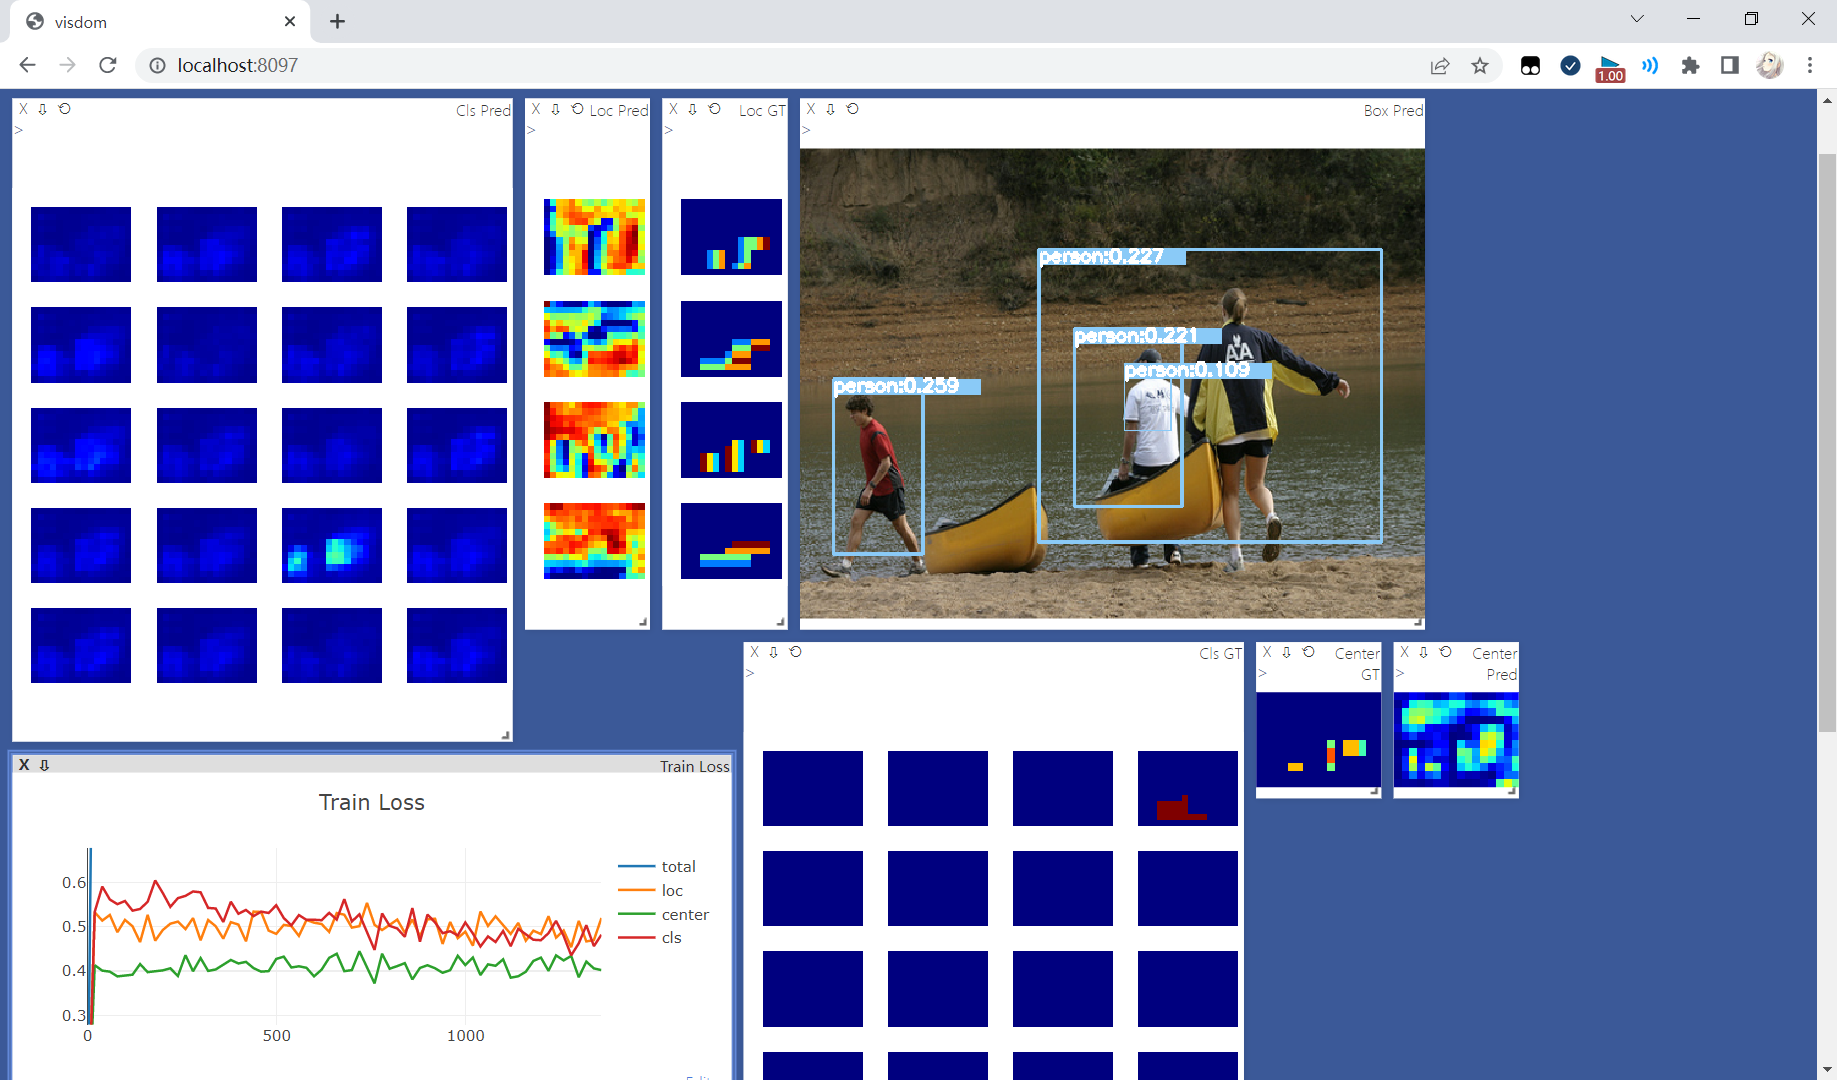 visdom
localhost:8097
1.00
X Cls Pred
>
X Loc Pred
>
X Loc GT
>
X Box Pred
>
person:0.227
person:0.221
person:0.109
person:0.259
AA
X Cls GT
>
X Center
GT
>
X Center
Pred
>
X Train Loss
Train Loss
0.6
0.5
0.4
0.3
0
500
1000
total
loc
center
cls